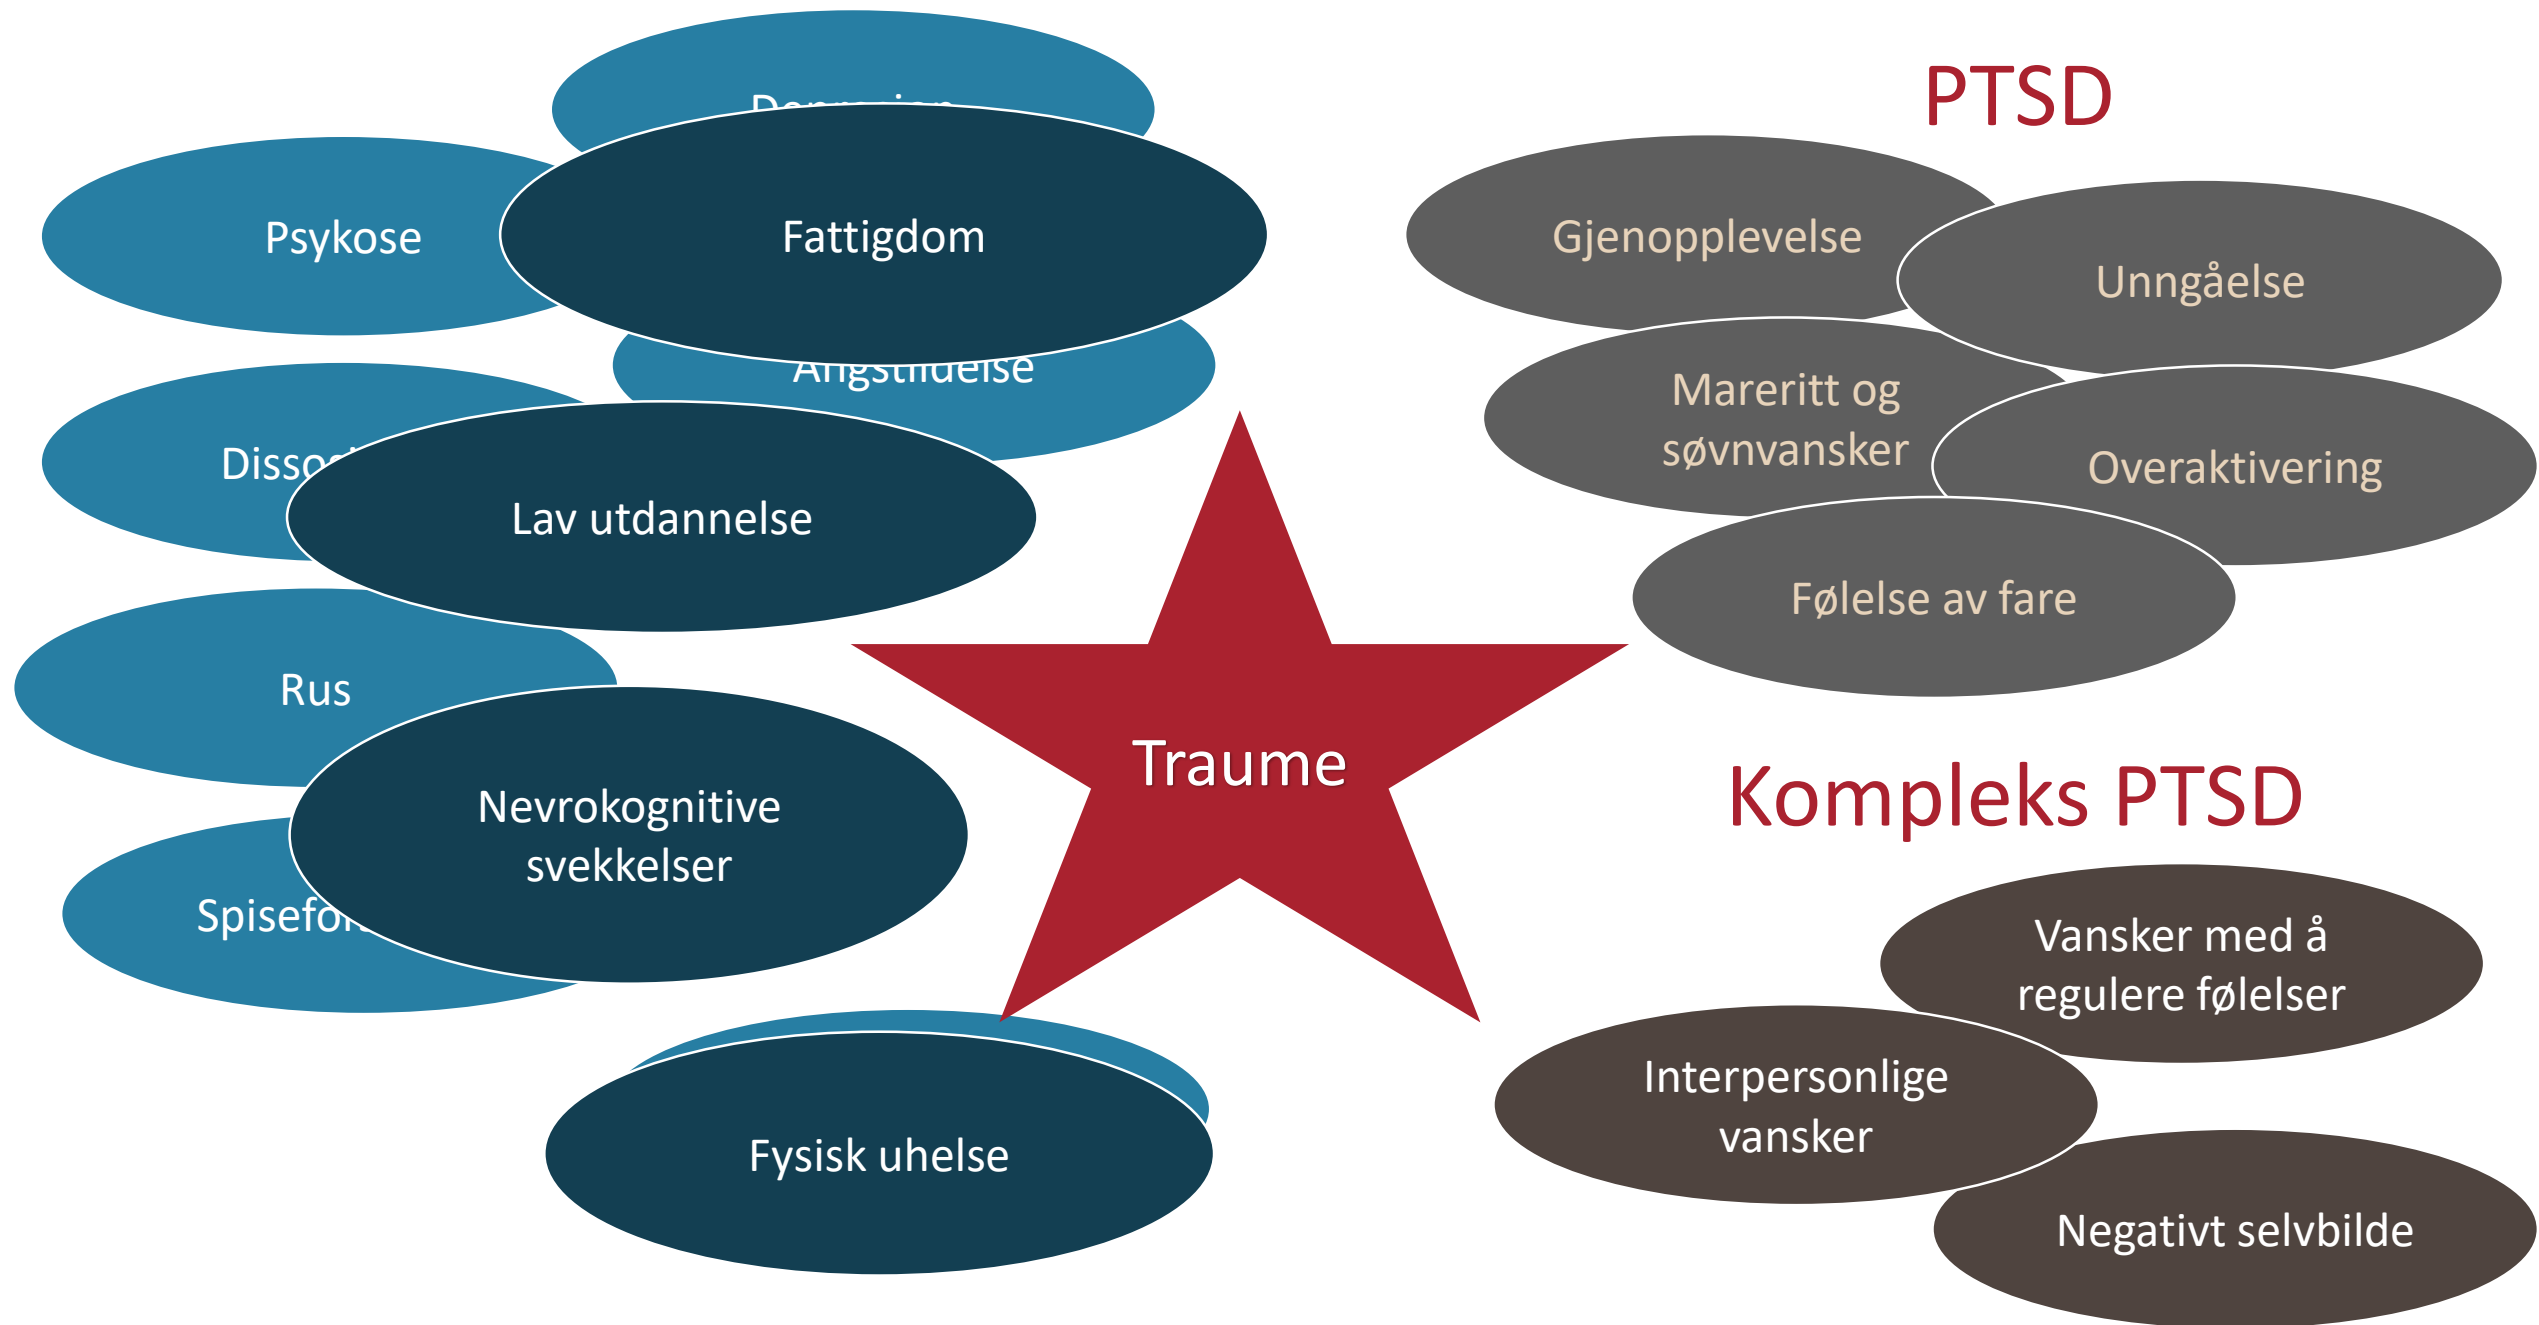 PTSD
Psykose
Fattigdom
Gjenopplevelse
Unngåelse
Mareritt og
søvnvansker
Overaktivering
Lav utdannelse
Følelse av fare
Rus
Traume
Nevrokognitive
svekkelser
Kompleks PTSD
Vansker med å
regulere følelser
Interpersonlige
vansker
Fysisk uhelse
Negativt selvbilde